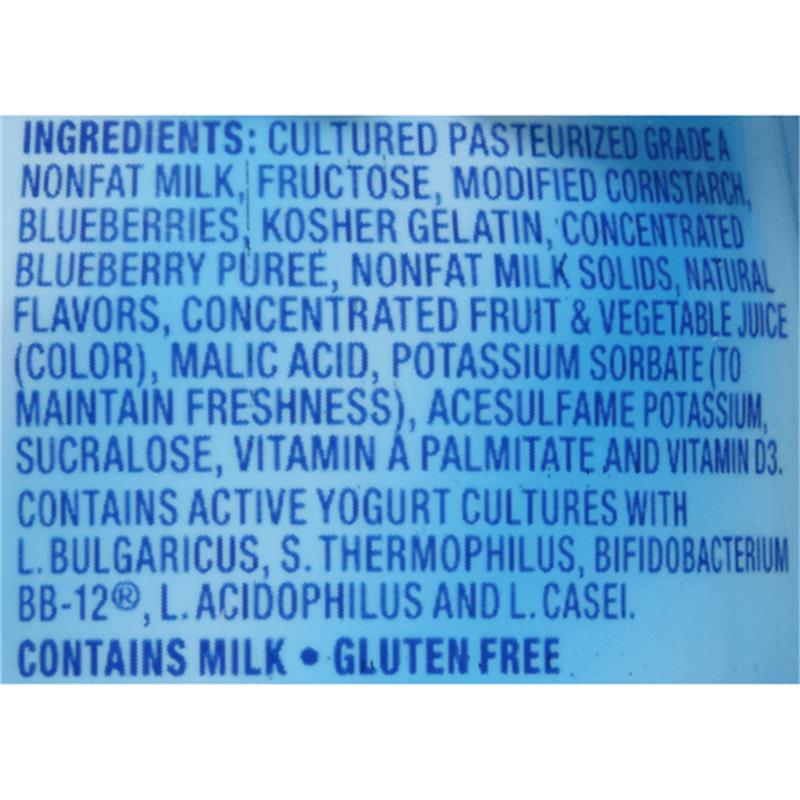 INGREDIENTS: CULTURED PASTEURIZED GRADE A
NONFAT MILK, FRUCTOSE, MODIFIED CORNSTARCH,
BLUEBERRIES, KOSHER GELATIN, CONCENTRATED
BLUEBERRY PUREE, NONFAT MILK SOLIDS, NATURAL
FLAVORS, CONCENTRATED FRUIT & VEGETABLE JUICE
(COLOR), MALIC ACID, POTASSIUM SORBATE (TO
MAINTAIN FRESHNESS), ACESULFAME POTASSIUM,
SUCRALOSE, VITAMIN A PALMITATE AND VITAMIN D3.
CONTAINS ACTIVE YOGURT CULTURES WITH
L. BULGARICUS, S. THERMOPHILUS, BIFIDOBACTERIUM
BB-12®, L. ACIDOPHILUS AND L. CASEI.
CONTAINS MILK • GLUTEN FREE